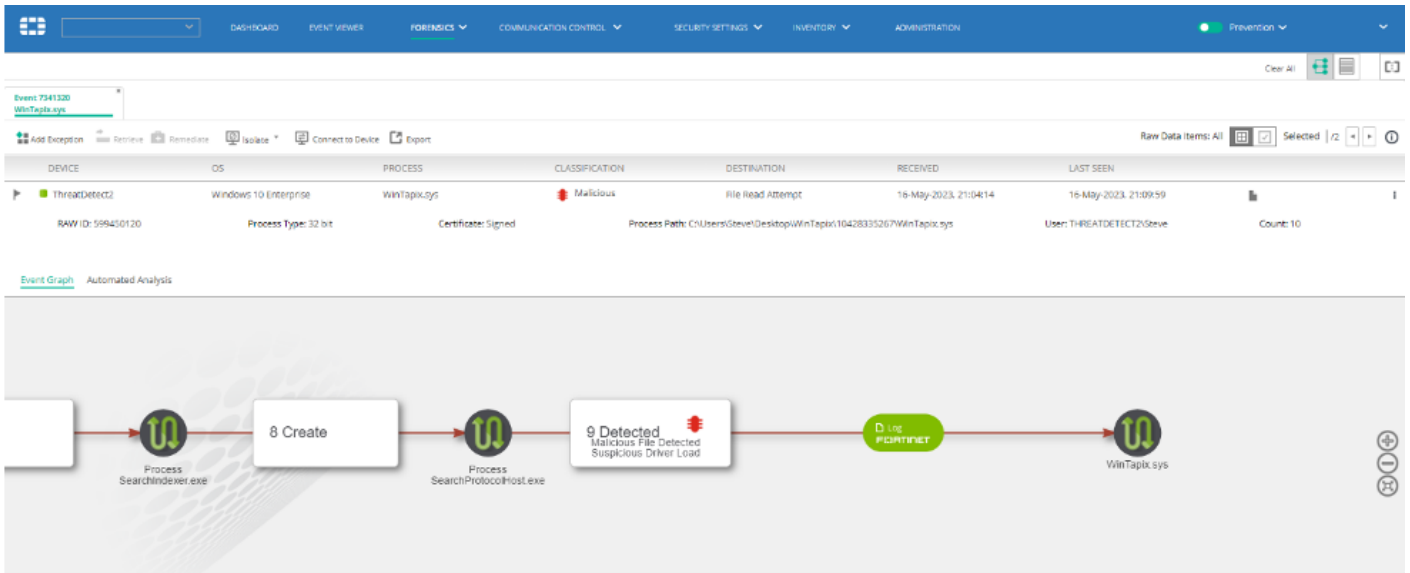 DASHBOARD EVENT VIEWER FORENSICS COMMUNICATION CONTROL SECURITY SETTINGS INVENTORY ADMINISTRATION Prevention
Clear All
Event 7341320
WinTapix.sys
Add Exception Retrieve Remediate Isolate Connect to Device Export Raw Data Items: All Selected /2
DEVICE OS PROCESS CLASSIFICATION DESTINATION RECEIVED LAST SEEN
ThreatDetect2 Windows 10 Enterprise WinTapix.sys Malicious File Read Attempt 16-May-2023, 21:04:14 16-May-2023, 21:09:59
RAW ID: 599450120 Process Type: 32 bit Certificate: Signed Process Path: C:\Users\Steve\Desktop\WinTapix\10428335267\WinTapix.sys User: THREATDETECT2\Steve Count: 10
Event Graph Automated Analysis
8 Create
9 Detected
Malicious File Detected
Suspicious Driver Load
Log
FORTINET
Process
SearchIndexer.exe
Process
SearchProtocolHost.exe
WinTapix.sys